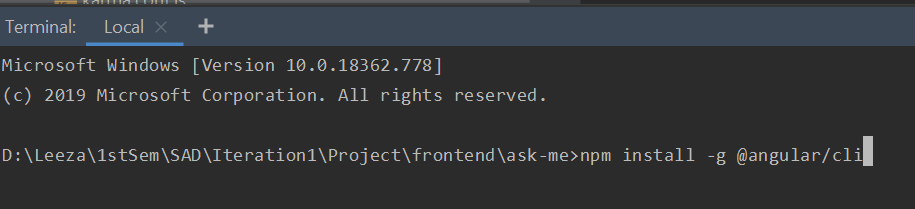 Terminal: Local × +
Microsoft Windows [Version 10.0.18362.778]
(c) 2019 Microsoft Corporation. All rights reserved.
D:\Leeza\1stSem\SAD\Iteration1\Project\frontend\ask-me>npm install -g @angular/cli